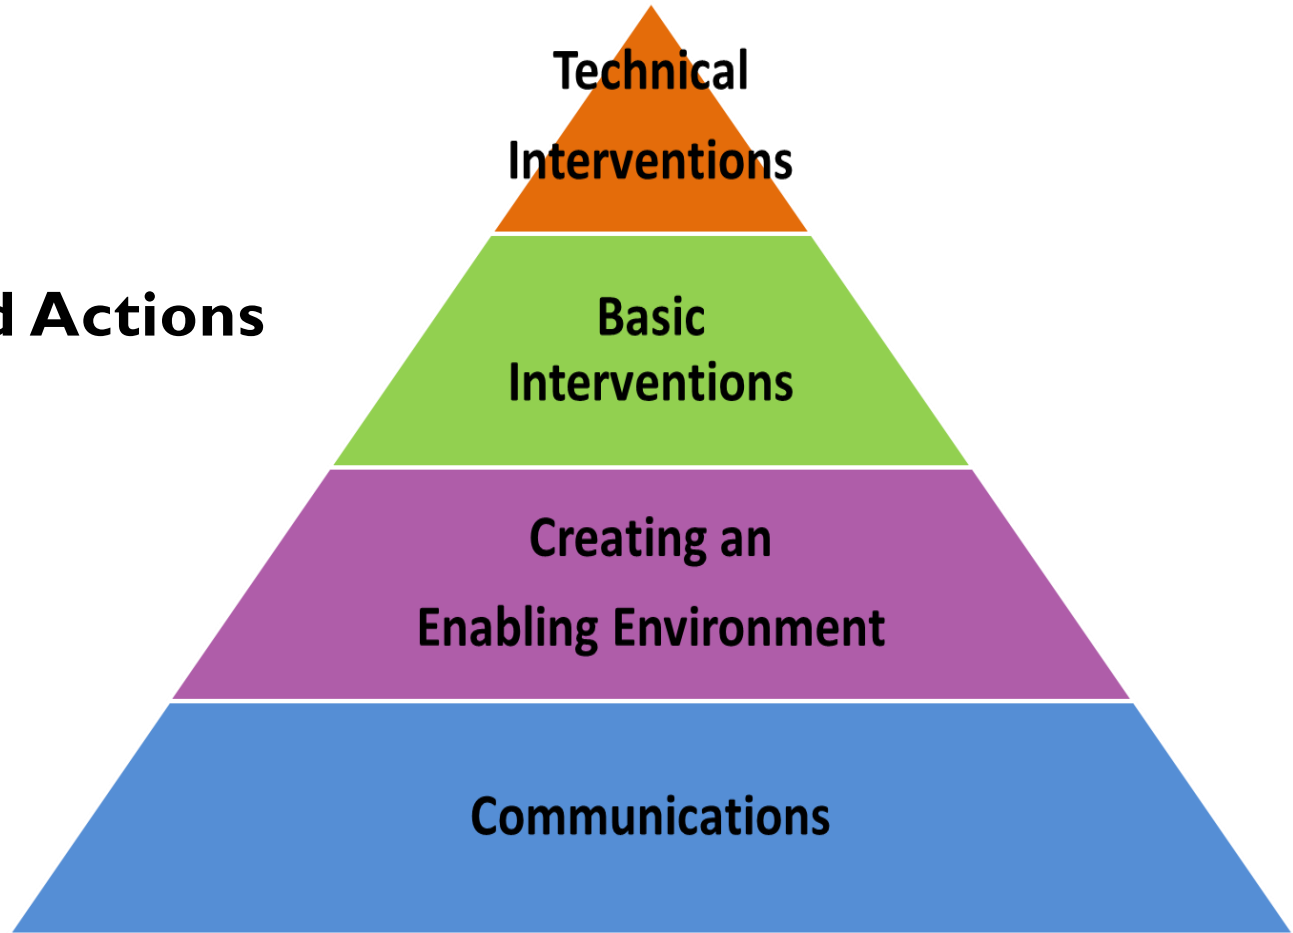 Technical
Interventions
d Actions
Basic
Interventions
Creating an
Enabling Environment
Communications